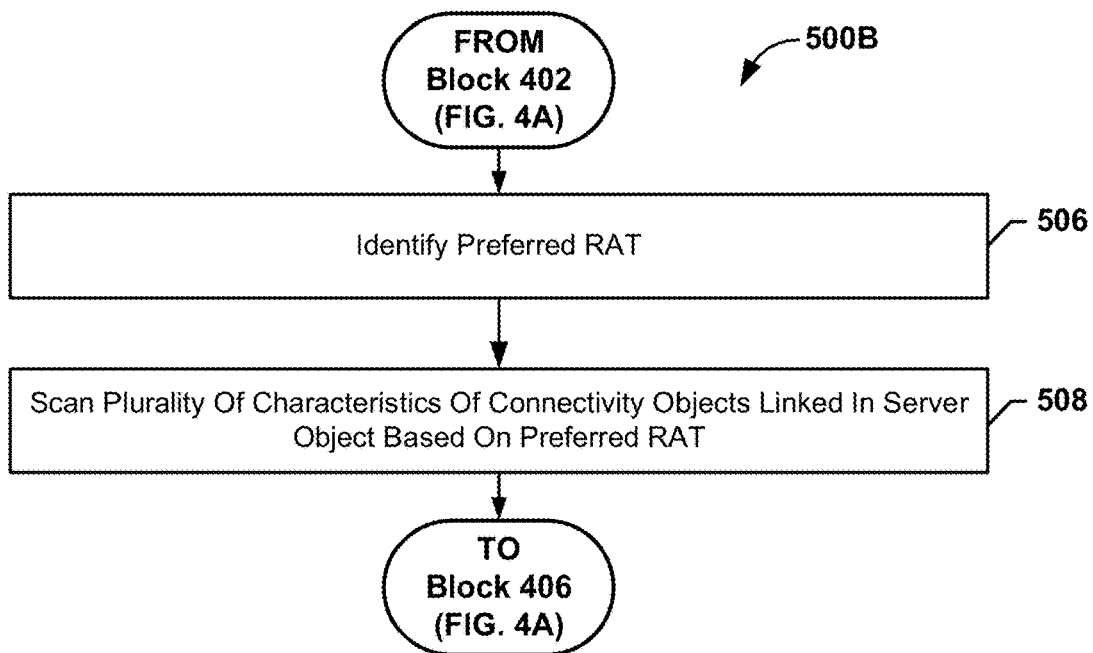 FROM
Block 402
(FIG. 4A)
500B
Identify Preferred RAT
506
Scan Plurality Of Characteristics Of Connectivity Objects Linked In Server
Object Based On Preferred RAT
508
TO
Block 406
(FIG. 4A)